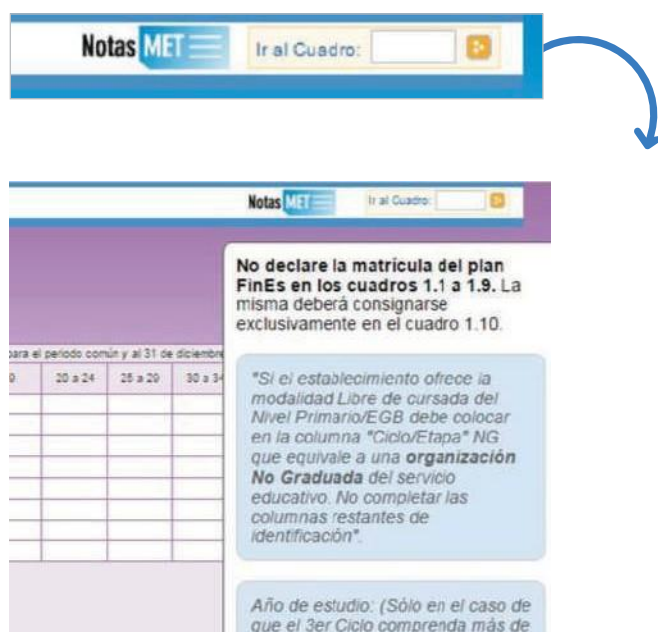 Notas MET
Ir al Cuadro:
Notas MET
Ir al Cuadro:
No declare la matrícula del plan
FinEs en los cuadros 1.1 a 1.9. La
misma deberá consignarse
exclusivamente en el cuadro 1.10.
para el periodo común y al 31 de diciembre
20 a 24 25 a 29 30 a 34
"Si el establecimiento ofrece la
modalidad Libre de cursada del
Nivel Primario/EGB debe colocar
en la columna "Ciclo/Etapa" NG
que equivale a una organización
No Graduada del servicio
educativo. No completar las
columnas restantes de
identificación".
Año de estudio: (Sólo en el caso de
que el 3er Ciclo comprenda más de